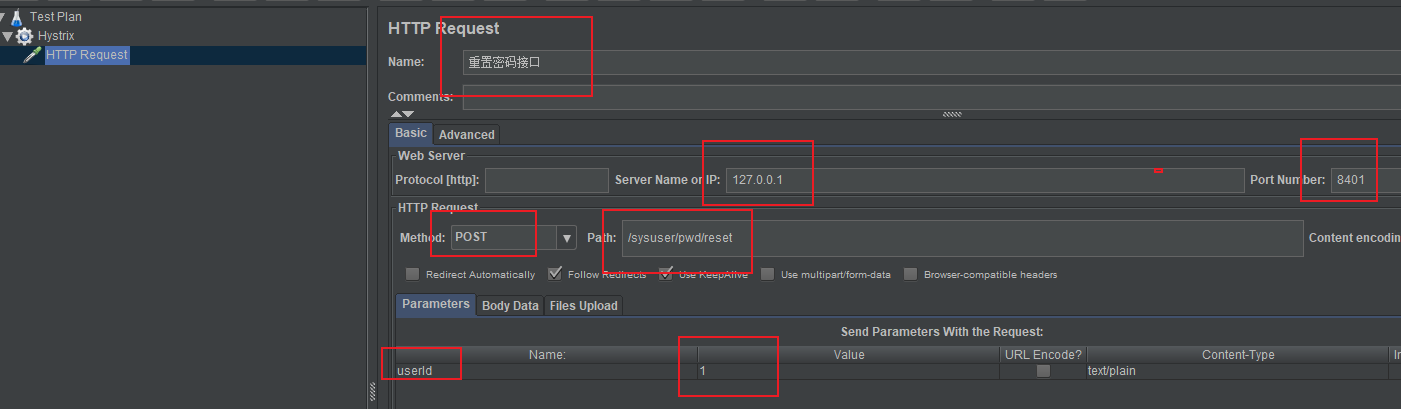 Test Plan
Hystrix
HTTP Request
HTTP Request
Name: 重置密码接口
Comments:
Basic Advanced
Web Server
Protocol [http]: Server Name or IP: 127.0.0.1 Port Number: 8401
HTTP Request
Method: POST Path: /sysuser/pwd/reset Content encodin
Redirect Automatically Follow Redirects Use KeepAlive Use multipart/form-data Browser-compatible headers
Parameters Body Data Files Upload
Send Parameters With the Request:
Name: Value URL Encode? Content-Type In
userId 1 text/plain